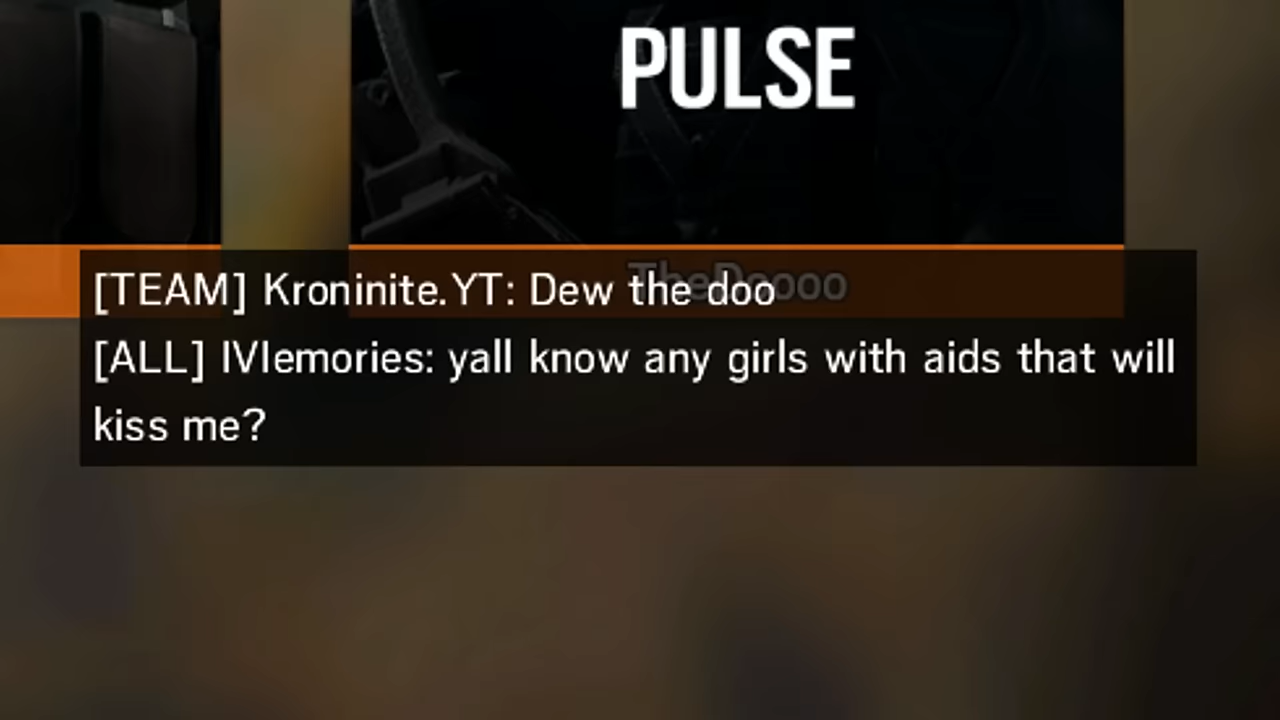 PULSE
TheDoooo
[TEAM] Kroninite.YT: Dew the doo
[ALL] IVIemories: yall know any girls with aids that will
kiss me?